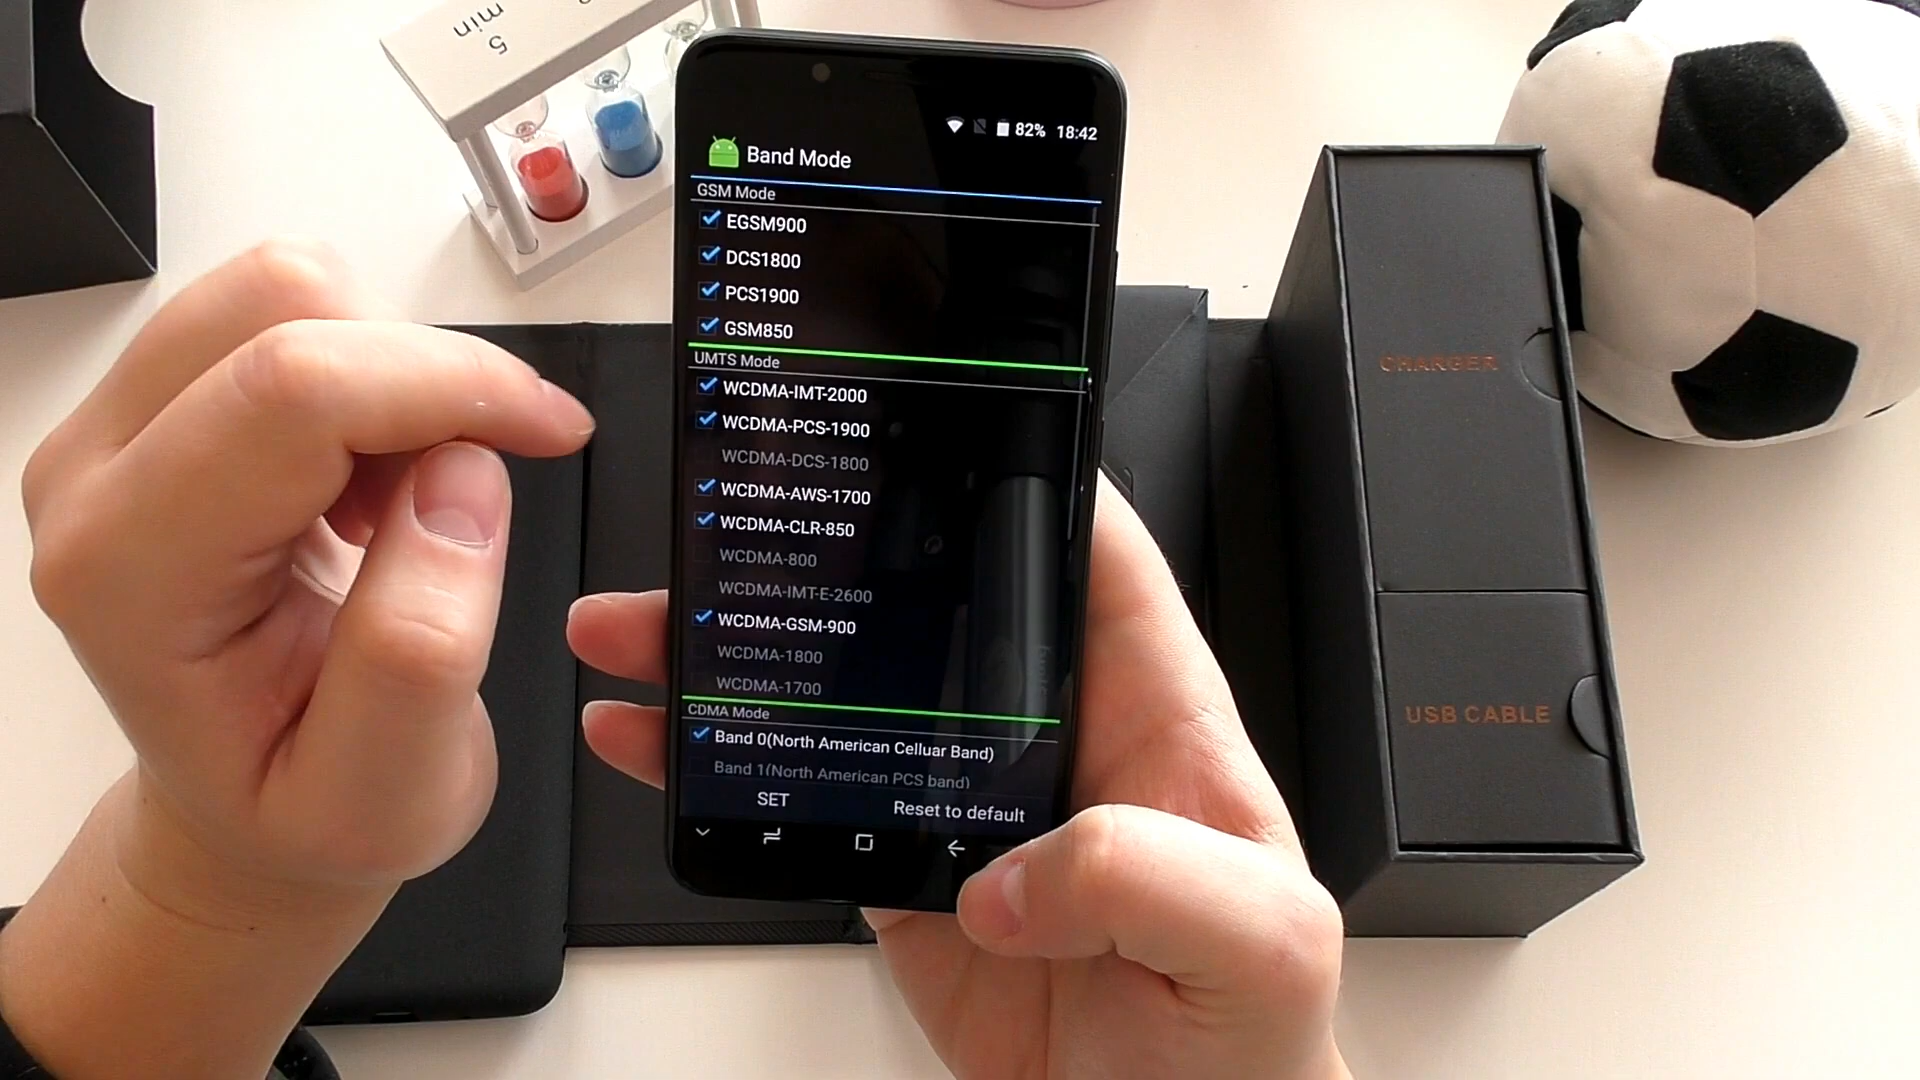 5
min
82% 18:42
Band Mode
GSM Mode
EGSM900
DCS1800
PCS1900
GSM850
UMTS Mode
WCDMA-IMT-2000
WCDMA-PCS-1900
WCDMA-DCS-1800
WCDMA-AWS-1700
WCDMA-CLR-850
WCDMA-800
WCDMA-IMT-E-2600
WCDMA-GSM-900
WCDMA-1800
WCDMA-1700
CDMA Mode
Band 0(North American Celluar Band)
Band 1(North American PCS band)
SET Reset to default
CHARGER
USB CABLE